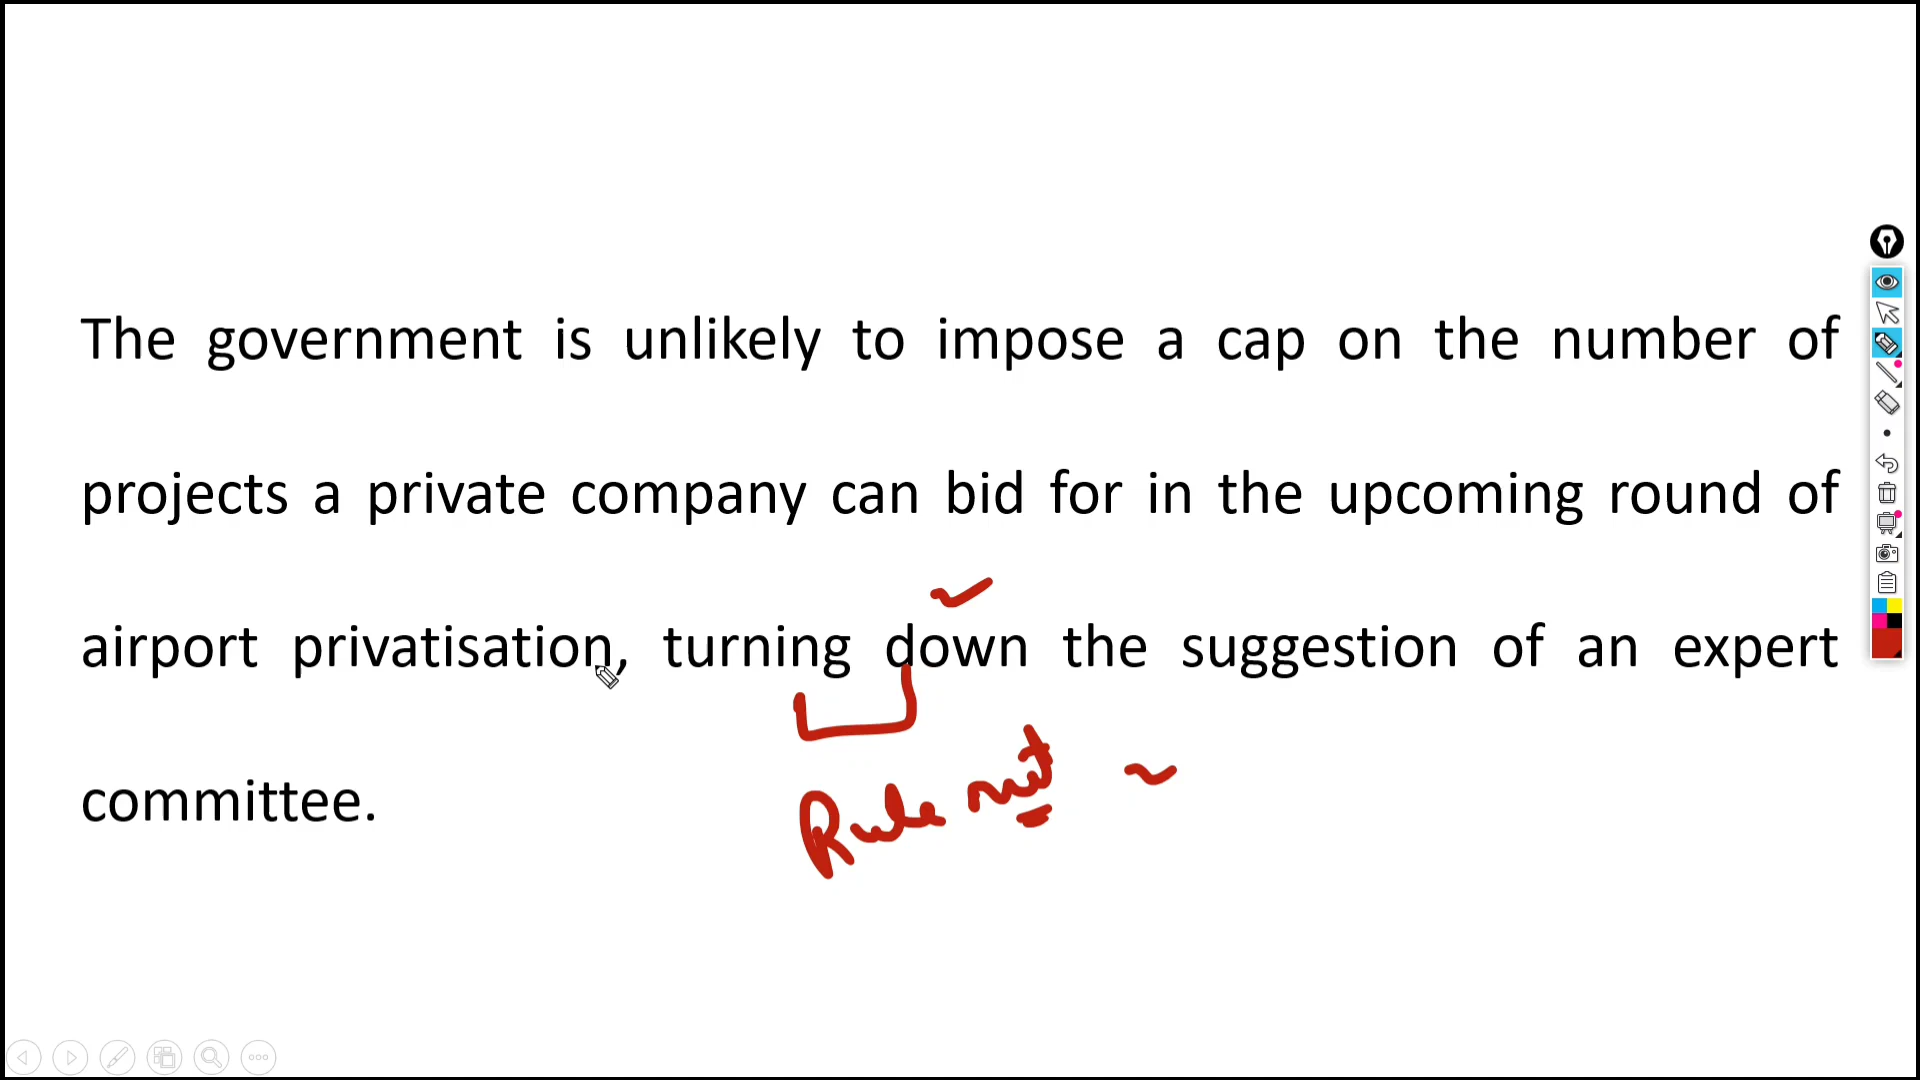 The government is unlikely to impose a cap on the number of
projects a private company can bid for in the upcoming round of
airport privatisation, turning down the suggestion of an expert
committee.
Rule out